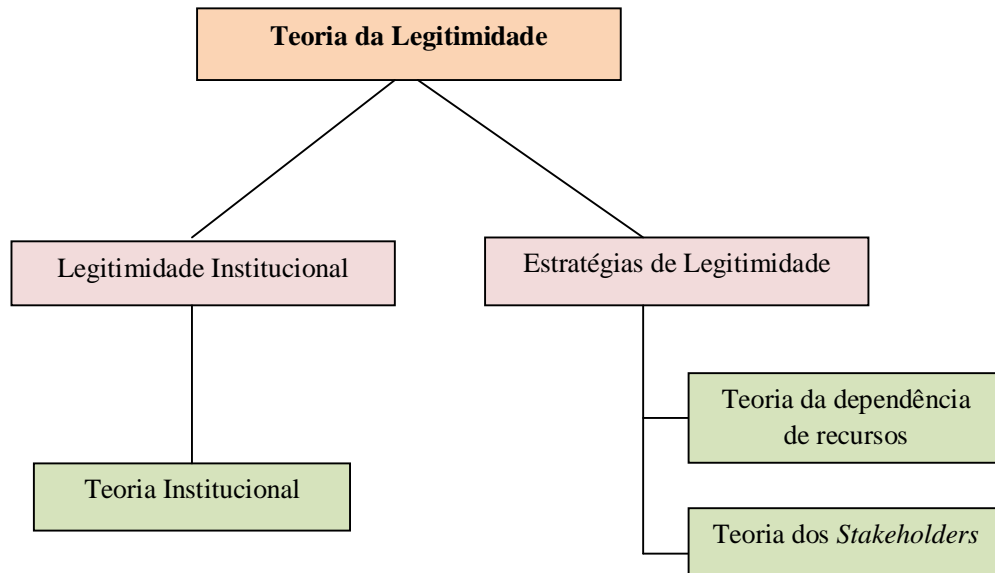 Teoria da Legitimidade
Legitimidade Institucional
Estratégias de Legitimidade
Teoria da dependência
de recursos
Teoria Institucional
Teoria dos Stakeholders